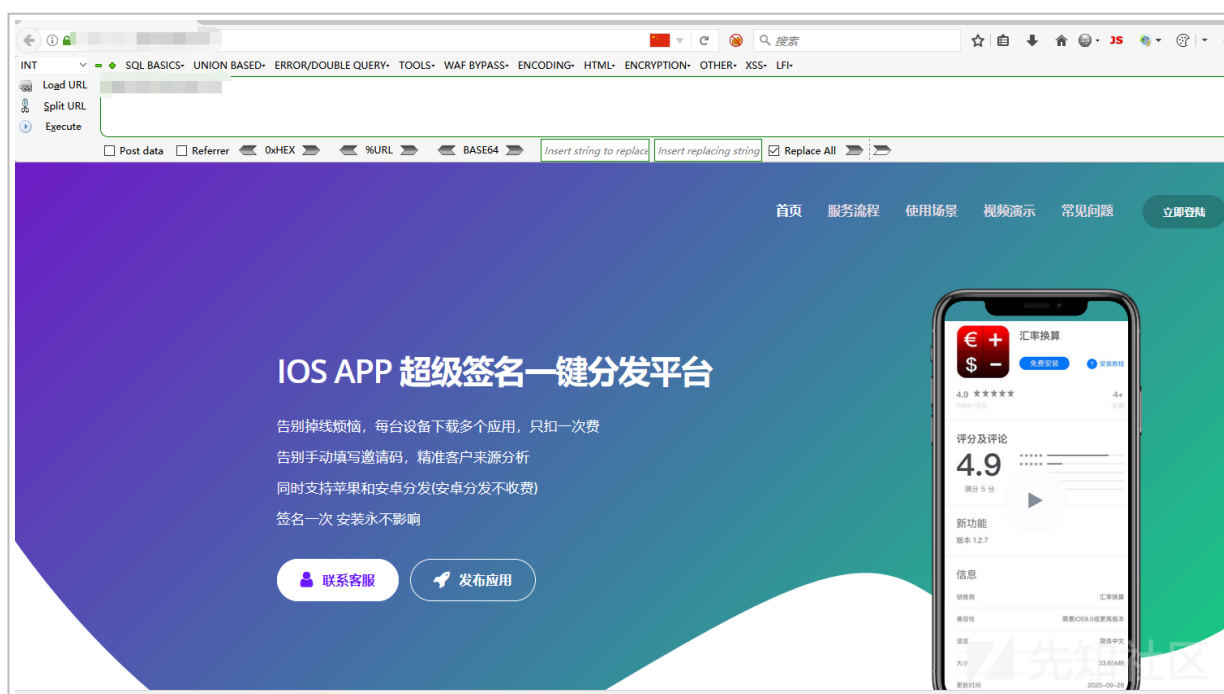 搜索
JS
INT
SQL BASICS
UNION BASED
ERROR/DOUBLE QUERY
TOOLS
WAF BYPASS
ENCODING
HTML
ENCRYPTION
OTHER
XSS
LFI
Load URL
Split URL
Execute
Post data
Referrer
0xHEX
%URL
BASE64
Insert string to replace
Insert replacing string
Replace All
首页 服务流程 使用场景 视频演示 常见问题 立即登陆
IOS APP 超级签名一键分发平台
告别掉线烦恼，每台设备下载多个应用，只扣一次费
告别手动填写邀请码，精准客户来源分析
同时支持苹果和安卓分发(安卓分发不收费)
签名一次 安装永不影响
联系客服
发布应用
汇率换算
免费安装 ? 安装教程
4.9 ★★★★★ 4+
评分及评论
4.9
满分 5 分
新功能
版本 1.2.7
信息
销售商 汇率换算
兼容性 需要iOS9.0或更高版本
语言 简体中文
大小 33.65MB
更新时间 2020-09-28
先知社区